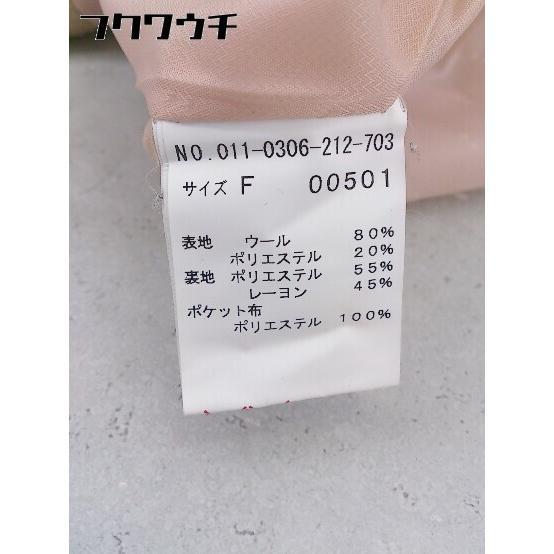 フクワウチ
NO.011-0306-212-703
サイズ F 00501
表地 ウール 80%
ポリエステル 20%
裏地 ポリエステル 55%
レーヨン 45%
ポケット布
ポリエステル 100%